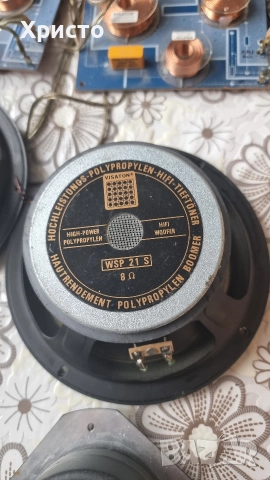 Христо
HOCHLEISTUNGS-POLYPROPYLEN-HIFI-TIEFTÖNER
VISATON
HIGH-POWER
POLYPROPYLEN
HIFI
WOOFER
WSP 21 S
8 Ω
HAUTRENDEMENT POLYPROPYLEN BOOMER